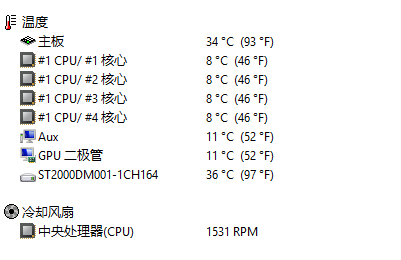 温度
主板 34 °C (93 °F)
#1 CPU/ #1 核心 8 °C (46 °F)
#1 CPU/ #2 核心 8 °C (46 °F)
#1 CPU/ #3 核心 8 °C (46 °F)
#1 CPU/ #4 核心 8 °C (46 °F)
Aux 11 °C (52 °F)
GPU 二极管 11 °C (52 °F)
ST2000DM001-1CH164 36 °C (97 °F)
冷却风扇
中央处理器(CPU) 1531 RPM